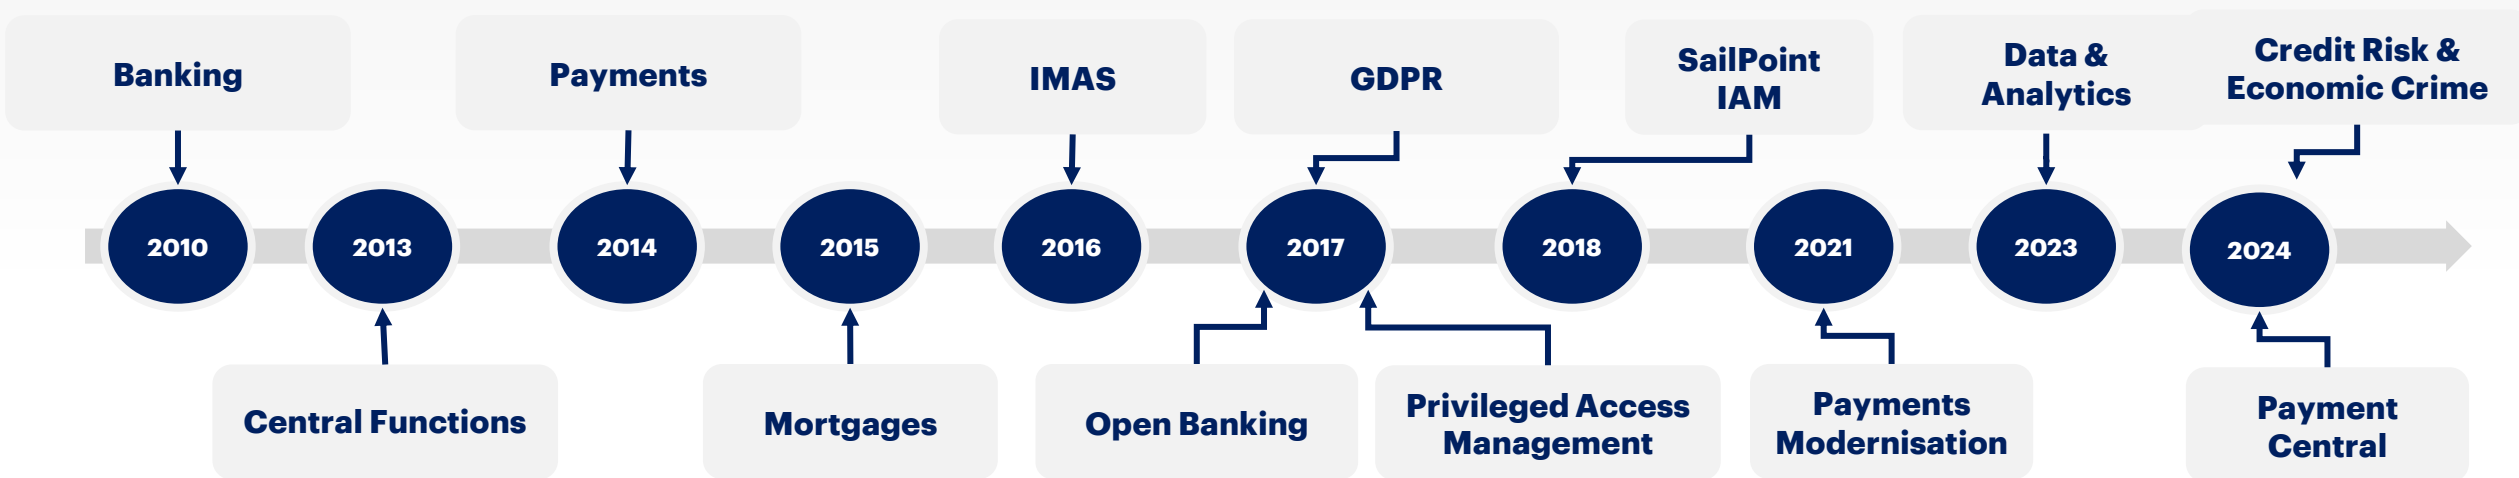 Banking
Payments
IMAS
GDPR
SailPoint
IAM
Data &
Analytics
Credit Risk &
Economic Crime
2010
2013
2014
2015
2016
2017
2018
2021
2023
2024
Central Functions
Mortgages
Open Banking
Privileged Access
Management
Payments
Modernisation
Payment
Central